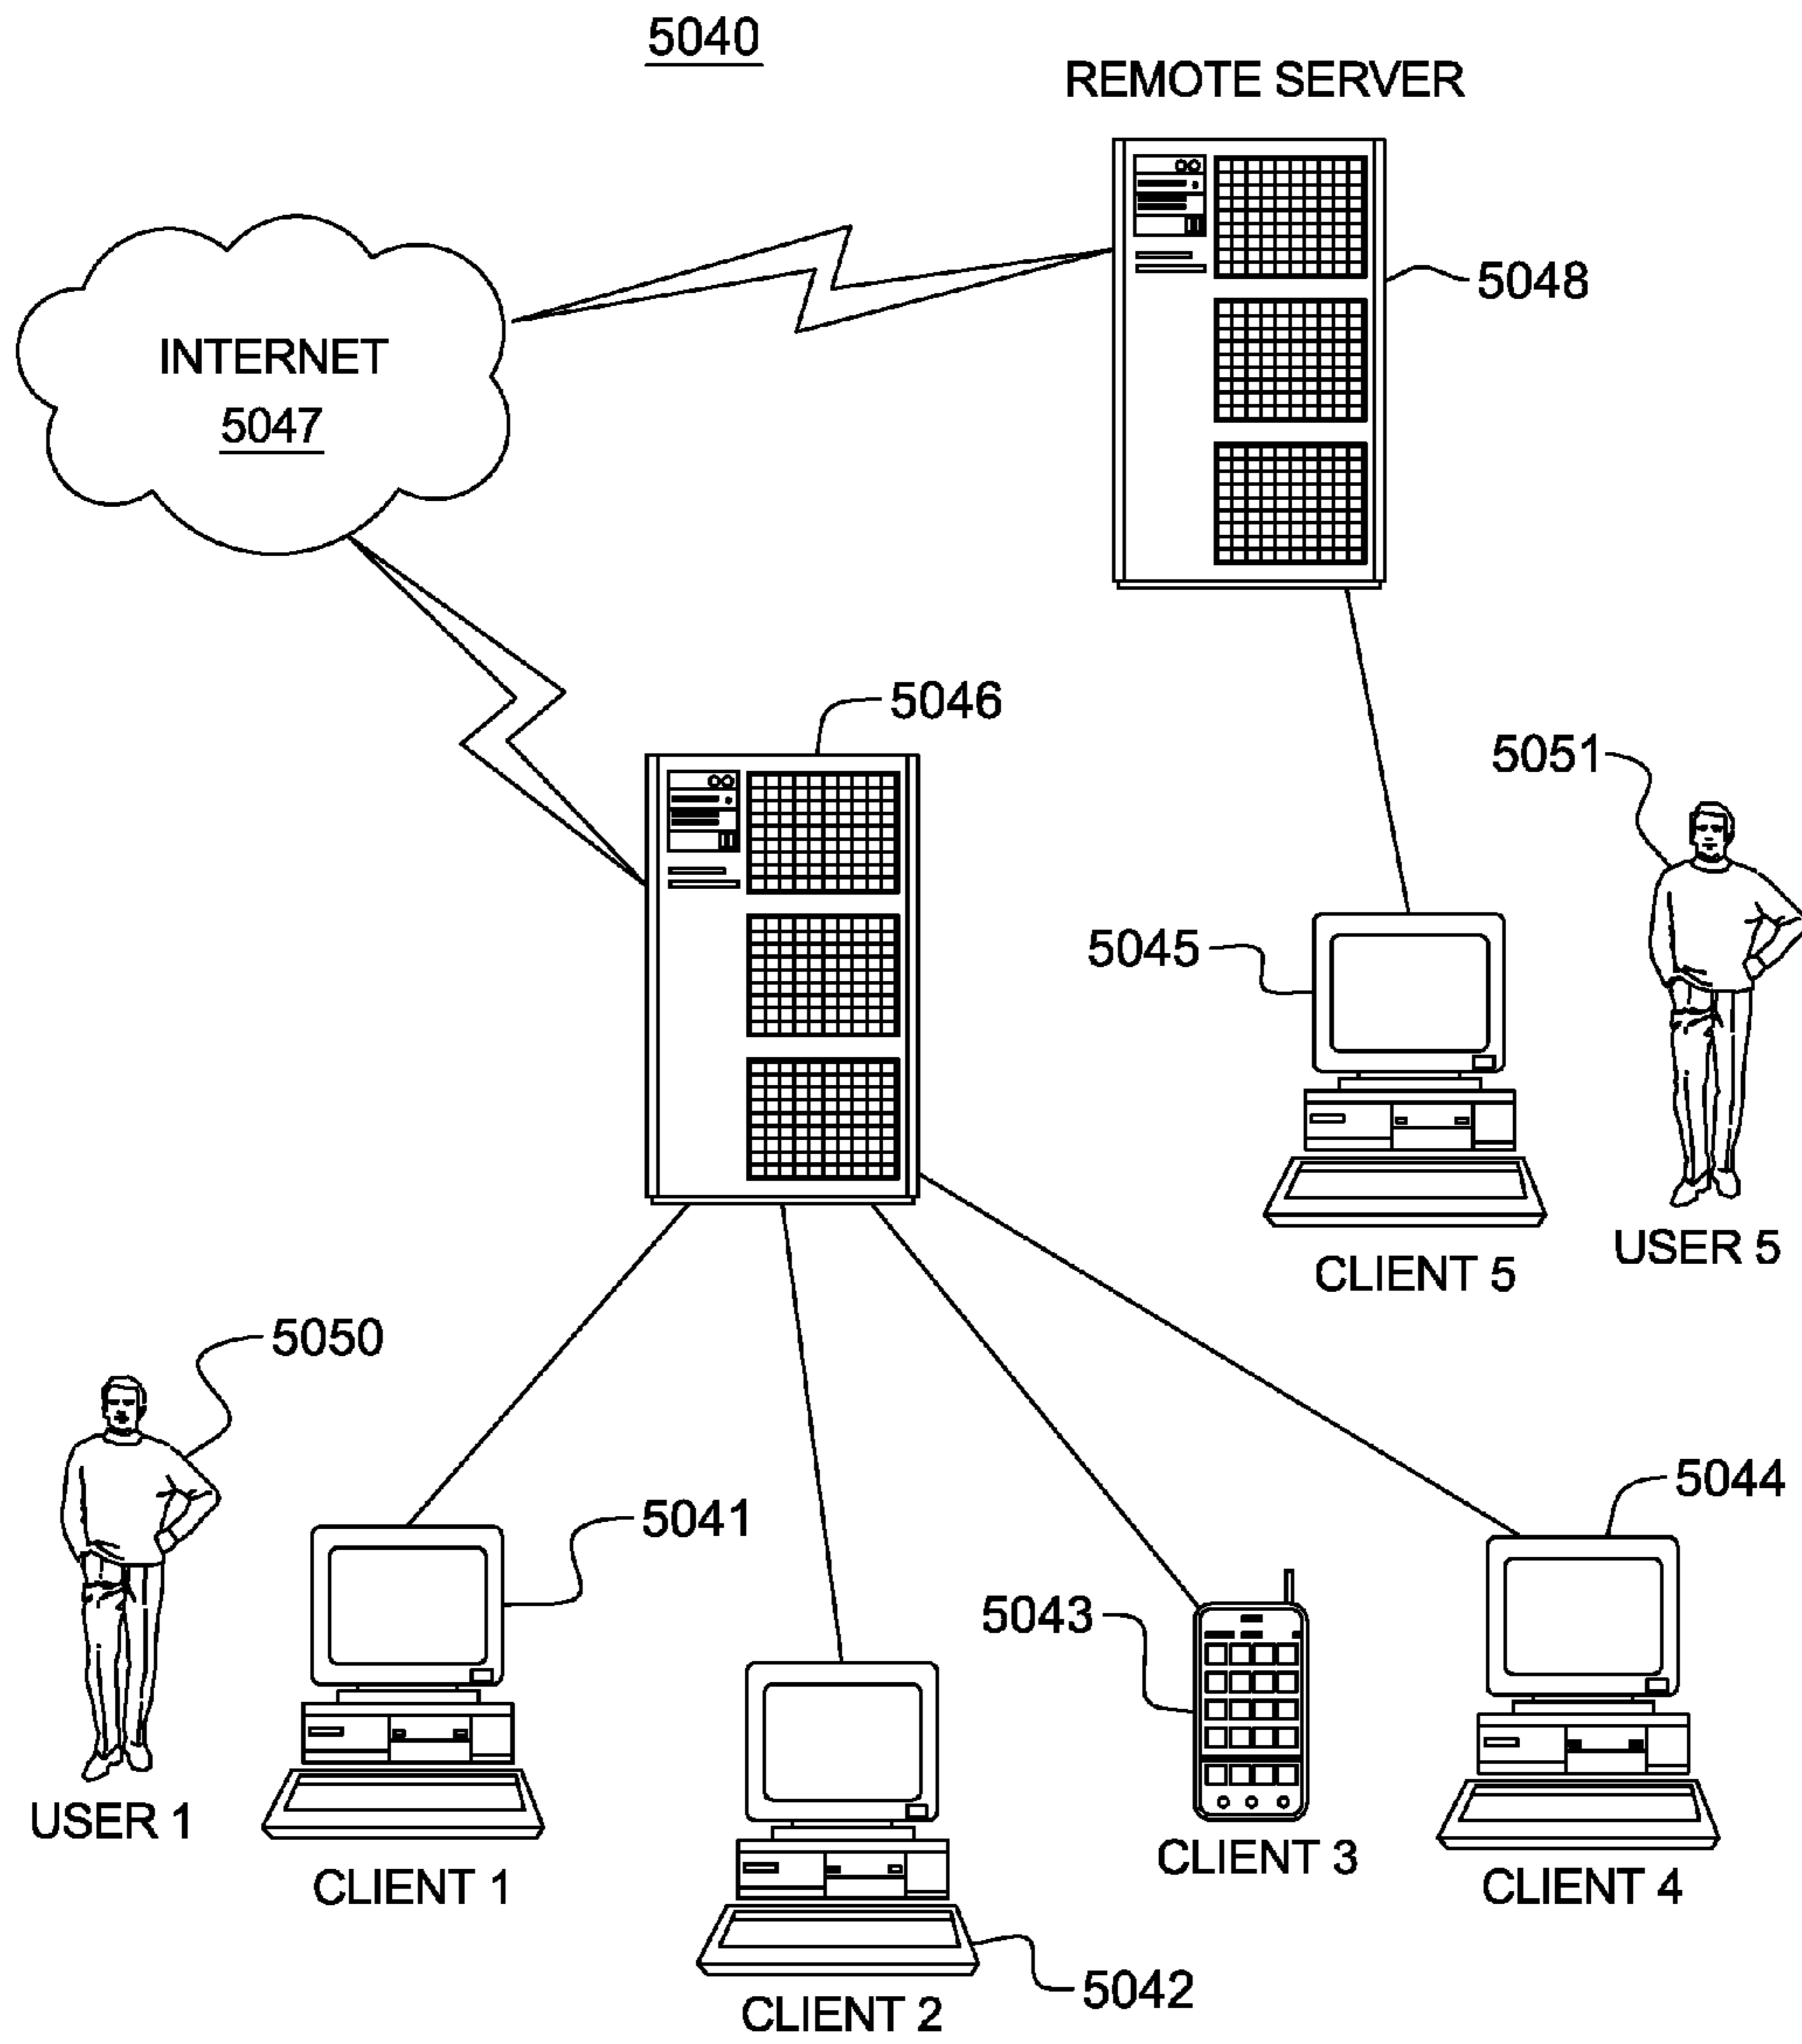 5040
REMOTE SERVER
5048
INTERNET
5047
5046
5051
5045
USER 5
CLIENT 5
5050
5044
5041
5043
USER 1
CLIENT 3
CLIENT 1
CLIENT 4
5042
CLIENT 2